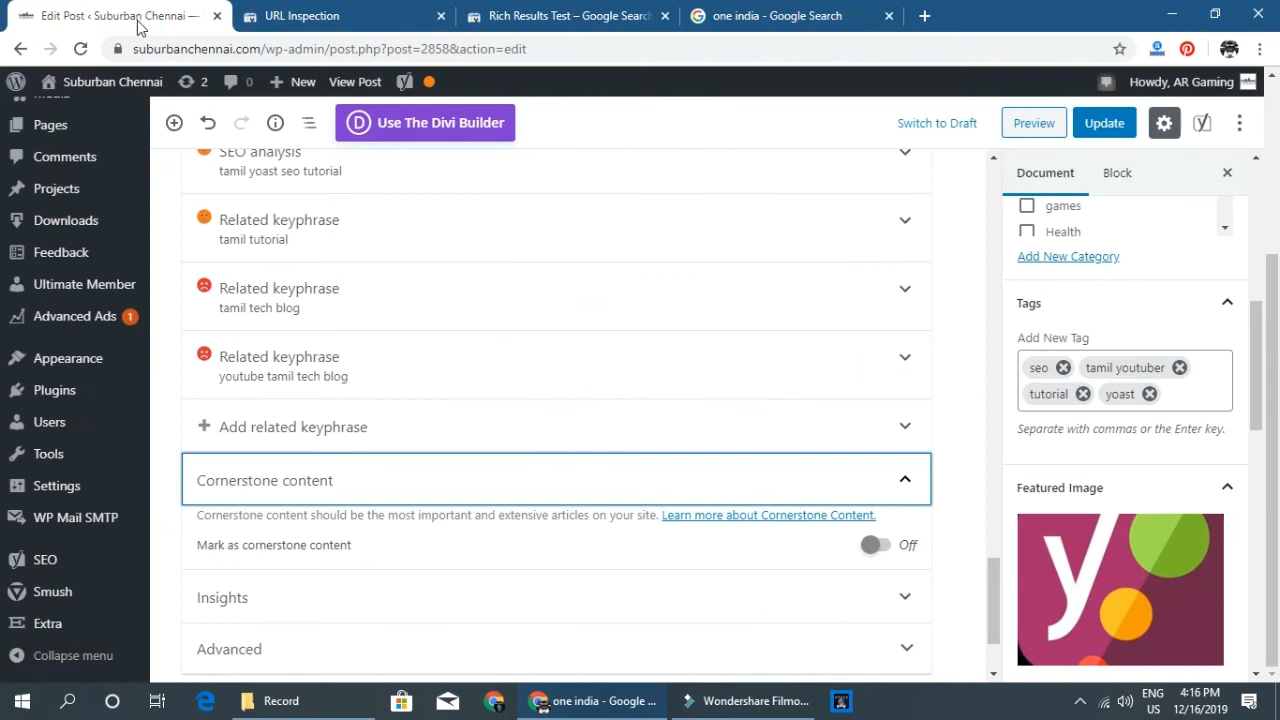 Edit Post ‹ Suburban Chennai —
URL Inspection
Rich Results Test – Google Search
one india - Google Search
suburbanchennai.com/wp-admin/post.php?post=2858&action=edit
Suburban Chennai
2
0
New
View Post
Howdy, AR Gaming
Media
Pages
Comments
Projects
Downloads
Feedback
Ultimate Member
Advanced Ads 1
Appearance
Plugins
Users
Tools
Settings
WP Mail SMTP
SEO
Smush
Extra
Collapse menu
D Use The Divi Builder
Switch to Draft
Preview
Update
SEO analysis
tamil yoast seo tutorial
Related keyphrase
tamil tutorial
Related keyphrase
tamil tech blog
Related keyphrase
youtube tamil tech blog
Add related keyphrase
Cornerstone content
Cornerstone content should be the most important and extensive articles on your site. Learn more about Cornerstone Content.
Mark as cornerstone content
Off
Insights
Advanced
Document
Block
games
Health
Add New Category
Tags
Add New Tag
seo
tamil youtuber
tutorial
yoast
Separate with commas or the Enter key.
Featured Image
y
Record
one india - Google ...
Wondershare Filmo...
ENG
US
4:16 PM
12/16/2019